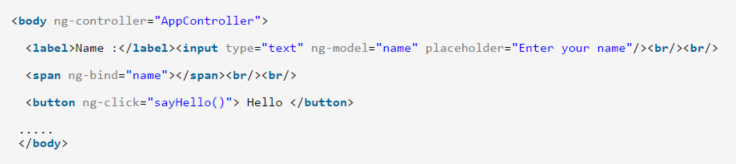 <body ng-controller="AppController">
<label>Name :</label><input type="text" ng-model="name" placeholder="Enter your name"/><br/><br/>
<span ng-bind="name"></span><br/><br/>
<button ng-click="sayHello()"> Hello </button>
.....
</body>